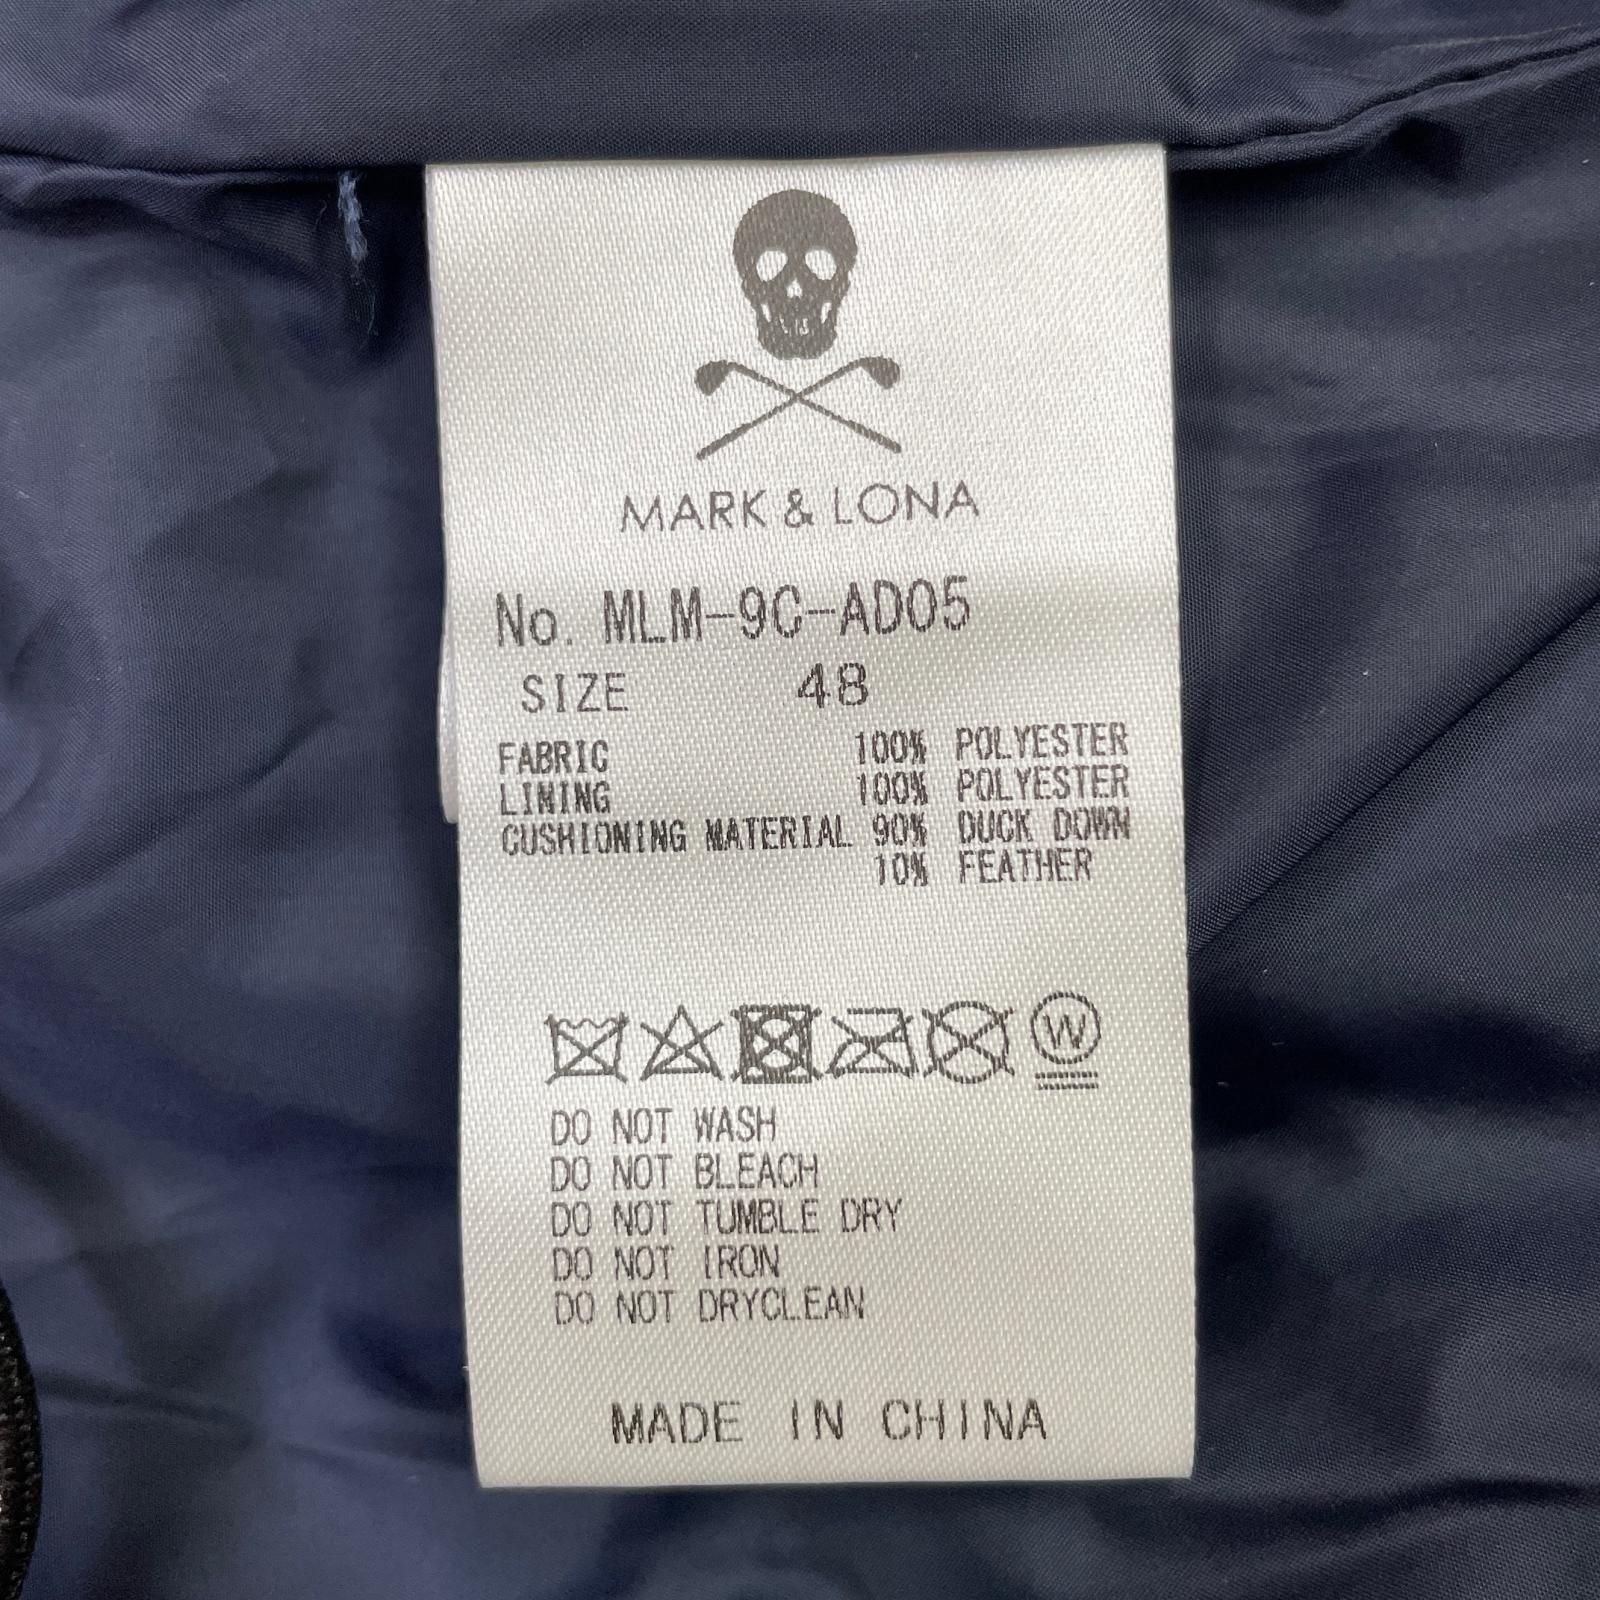 MARK & LONA
No. MLM-9C-AD05
SIZE 48
FABRIC 100% POLYESTER
LINING 100% POLYESTER
CUSHIONING MATERIAL 90% DUCK DOWN
10% FEATHER
W
DO NOT WASH
DO NOT BLEACH
DO NOT TUMBLE DRY
DO NOT IRON
DO NOT DRYCLEAN
MADE IN CHINA